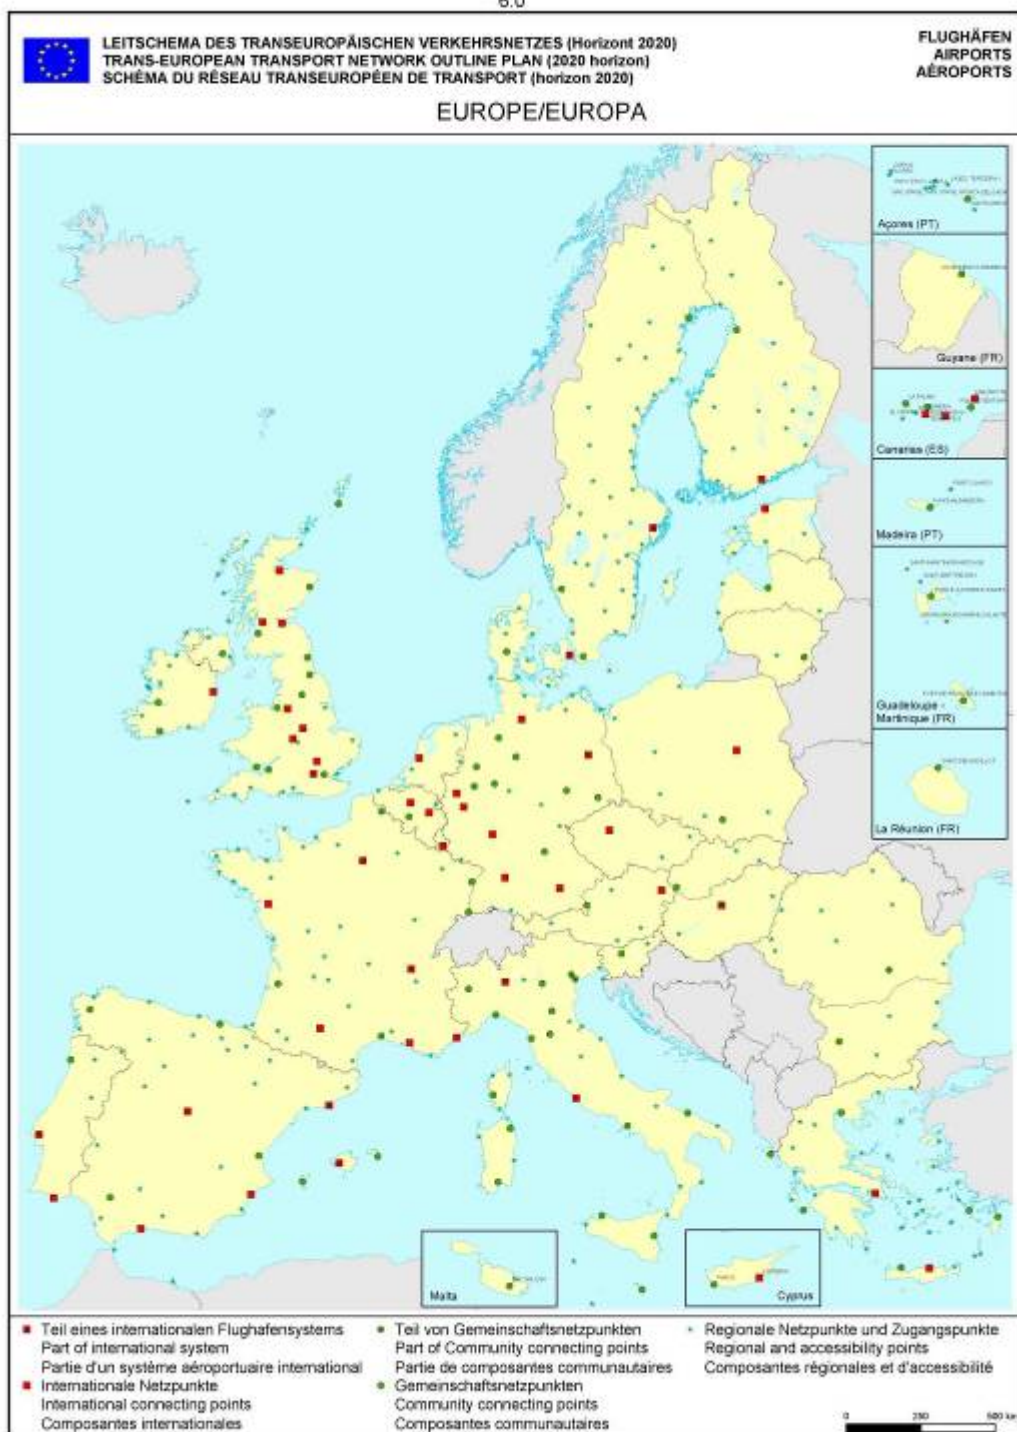 6.0
LEITSCHEMA DES TRANSEUROPÄISCHEN VERKEHRSNETZES (Horizont 2020)
TRANS-EUROPEAN TRANSPORT NETWORK OUTLINE PLAN (2020 horizon)
SCHÉMA DU RÉSEAU TRANSEUROPÉEN DE TRANSPORT (horizon 2020)
FLUGHÄFEN
AIRPORTS
AÉROPORTS
EUROPE/EUROPA
Açores (PT)
Guyane (FR)
Canarias (ES)
Madeira (PT)
Guadeloupe -
Martinique (FR)
La Réunion (FR)
Malta
Cyprus
Teil eines internationalen Flughafensystems
Part of international system
Partie d'un système aéroportuaire international
Internationale Netzpunkte
International connecting points
Composantes internationales
Teil von Gemeinschaftsnetzpunkten
Part of Community connecting points
Partie de composantes communautaires
Gemeinschaftsnetzpunkten
Community connecting points
Composantes communautaires
Regionale Netzpunkte und Zugangspunkte
Regional and accessibility points
Composantes régionales et d'accessibilité
0 250 500 km